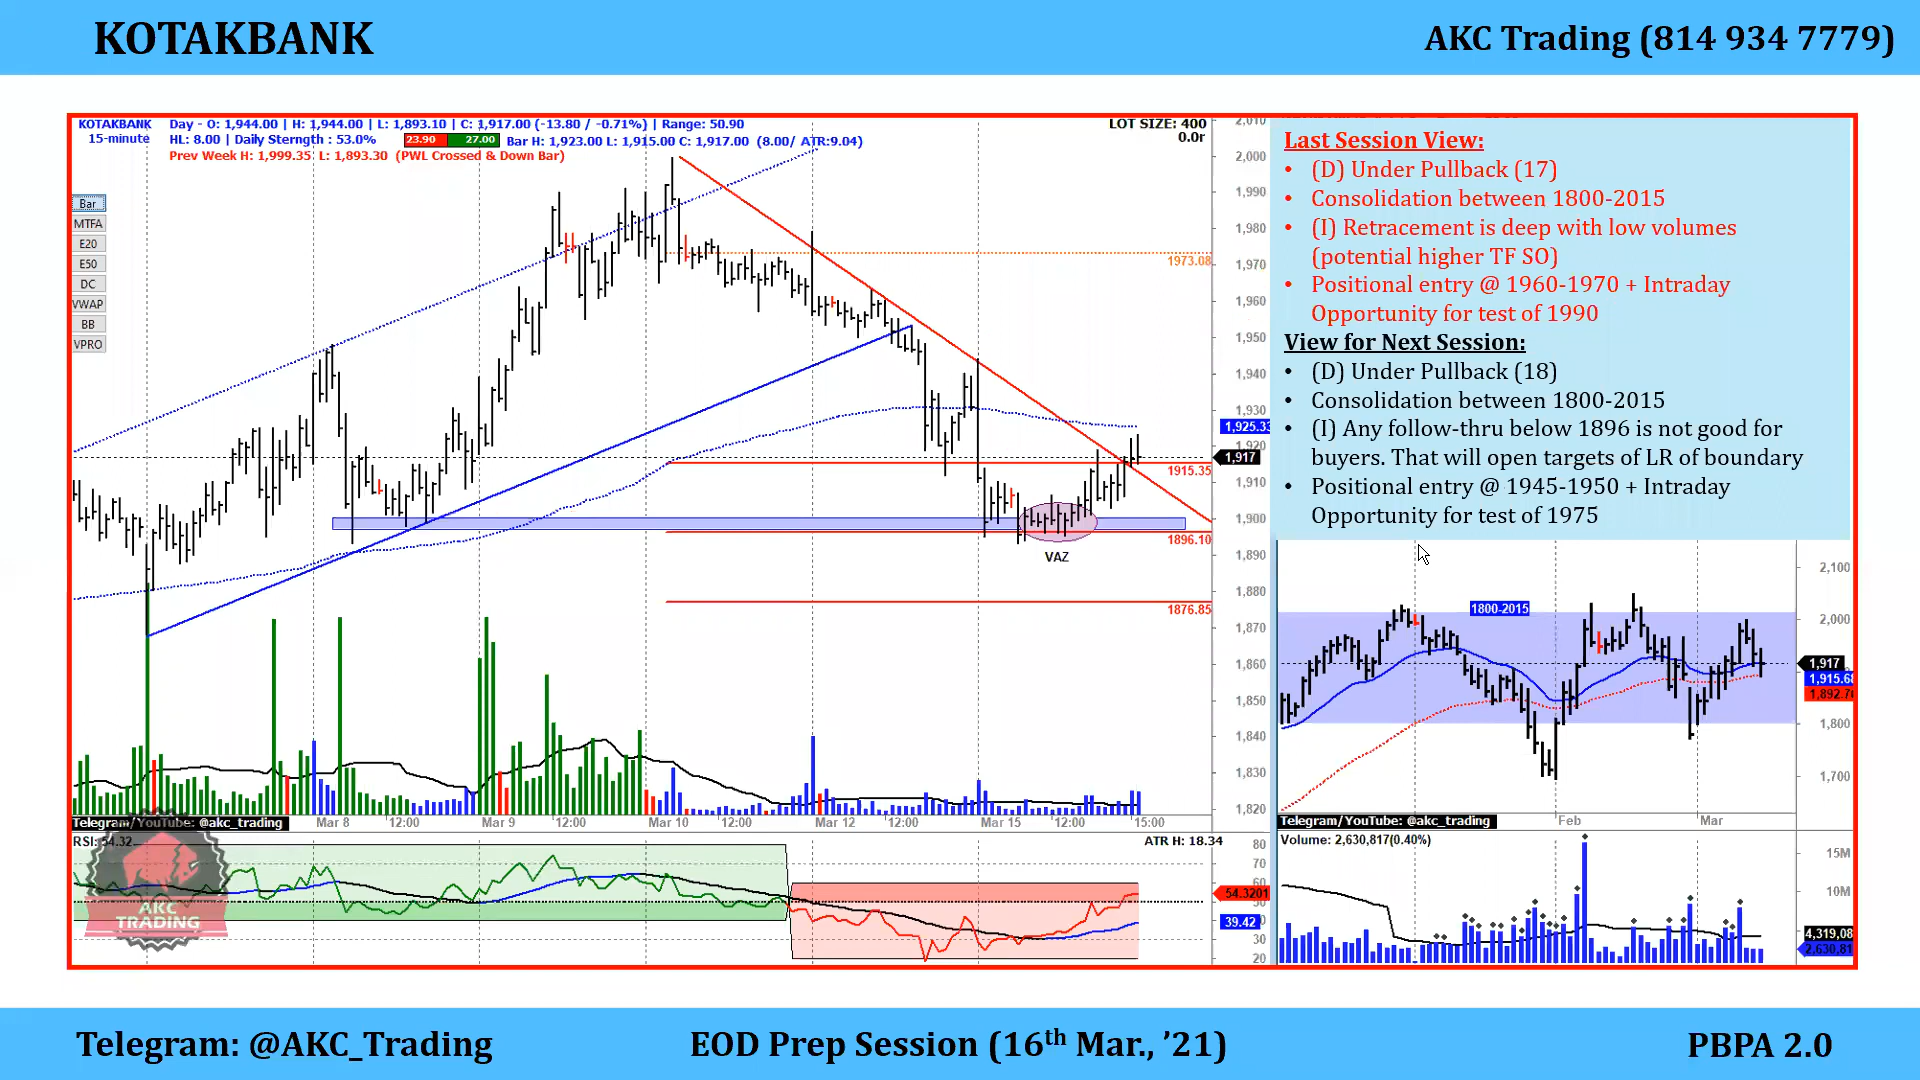 KOTAKBANK
AKC Trading (814 934 7779)
KOTAKBANK Day - O: 1,944.00 | H: 1,944.00 | L: 1,893.10 | C: 1,917.00 (-13.80 / -0.71%) | Range: 50.90
15-minute HL: 8.00 | Daily Sterngth : 53.0% 23.90 27.00 Bar H: 1,923.00 L: 1,915.00 C: 1,917.00 (8.00/ ATR:9.04)
Prev Week H: 1,999.35 L: 1,893.30 (PWL Crossed & Down Bar)
LOT SIZE: 400
0.0r
Bar
MTFA
E20
E50
DC
VWAP
BB
VPRO
2,010
2,000
1,990
1,980
1,970
1,960
1,950
1,940
1,930
1,925.33
1,920
1,917
1,910
1,900
1,890
1,880
1,870
1,860
1,850
1,840
1,830
1,820
1973.08
1915.35
1896.10
1876.85
VAZ
Telegram/YouTube: @akc_trading
Mar 8 12:00 Mar 9 12:00 Mar 10 12:00 Mar 12 12:00 Mar 15 12:00 15:00
RSI: 54.32
ATR H: 18.34
80
70
54.3201
39.42
30
20
AKC
TRADING
Last Session View:
• (D) Under Pullback (17)
• Consolidation between 1800-2015
• (I) Retracement is deep with low volumes
(potential higher TF SO)
• Positional entry @ 1960-1970 + Intraday
Opportunity for test of 1990
View for Next Session:
• (D) Under Pullback (18)
• Consolidation between 1800-2015
• (I) Any follow-thru below 1896 is not good for
buyers. That will open targets of LR of boundary
• Positional entry @ 1945-1950 + Intraday
Opportunity for test of 1975
1800-2015
2,100
2,000
1,917
1,915.68
1,800
1,700
Telegram/YouTube: @akc_trading
Feb Mar
Volume: 2,630,817(0.40%)
15M
10M
4,319,08
2,630,81
Telegram: @AKC_Trading
EOD Prep Session (16th Mar., ’21)
PBPA 2.0